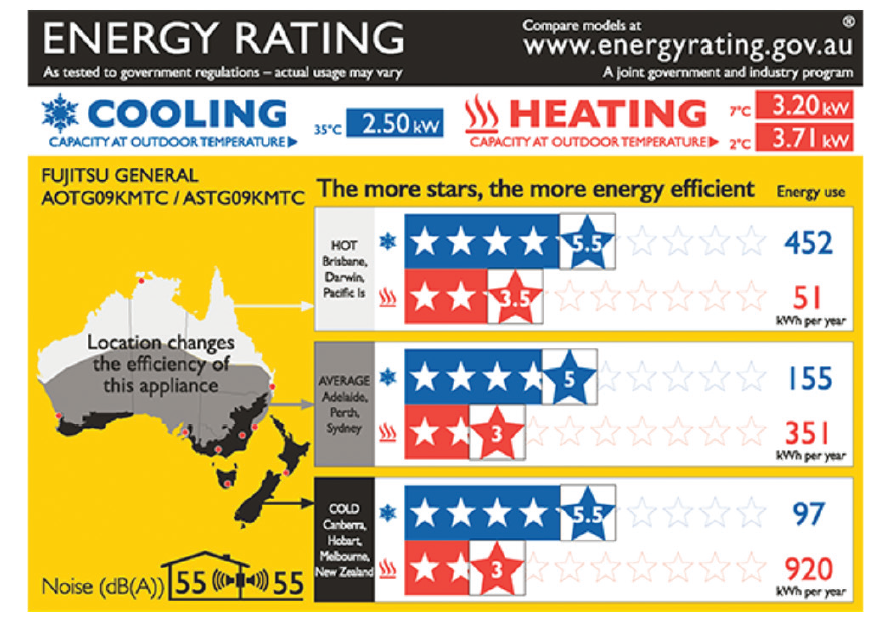 ENERGY RATING
As tested to government regulations – actual usage may vary
Compare models at
www.energyrating.gov.au
®
A joint government and industry program
COOLING
CAPACITY AT OUTDOOR TEMPERATURE
35°C 2.50 kW
HEATING
CAPACITY AT OUTDOOR TEMPERATURE
7°C 3.20 kW
2°C 3.71 kW
FUJITSU GENERAL
AOTG09KMTC / ASTG09KMTC
The more stars, the more energy efficient
Energy use
Location changes
the efficiency of
this appliance
HOT
Brisbane,
Darwin,
Pacific Is
5.5
452
3.5
51
kWh per year
AVERAGE
Adelaide,
Perth,
Sydney
5
155
3
351
kWh per year
COLD
Canberra,
Hobart,
Melbourne,
New Zealand
5.5
97
3
920
kWh per year
Noise (dB(A)) 55 55